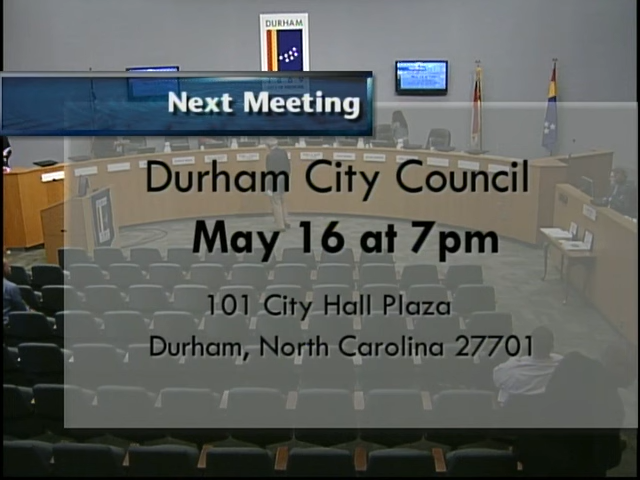 DURHAM
Next Meeting
Durham City Council
May 16 at 7pm
101 City Hall Plaza
Durham, North Carolina 27701